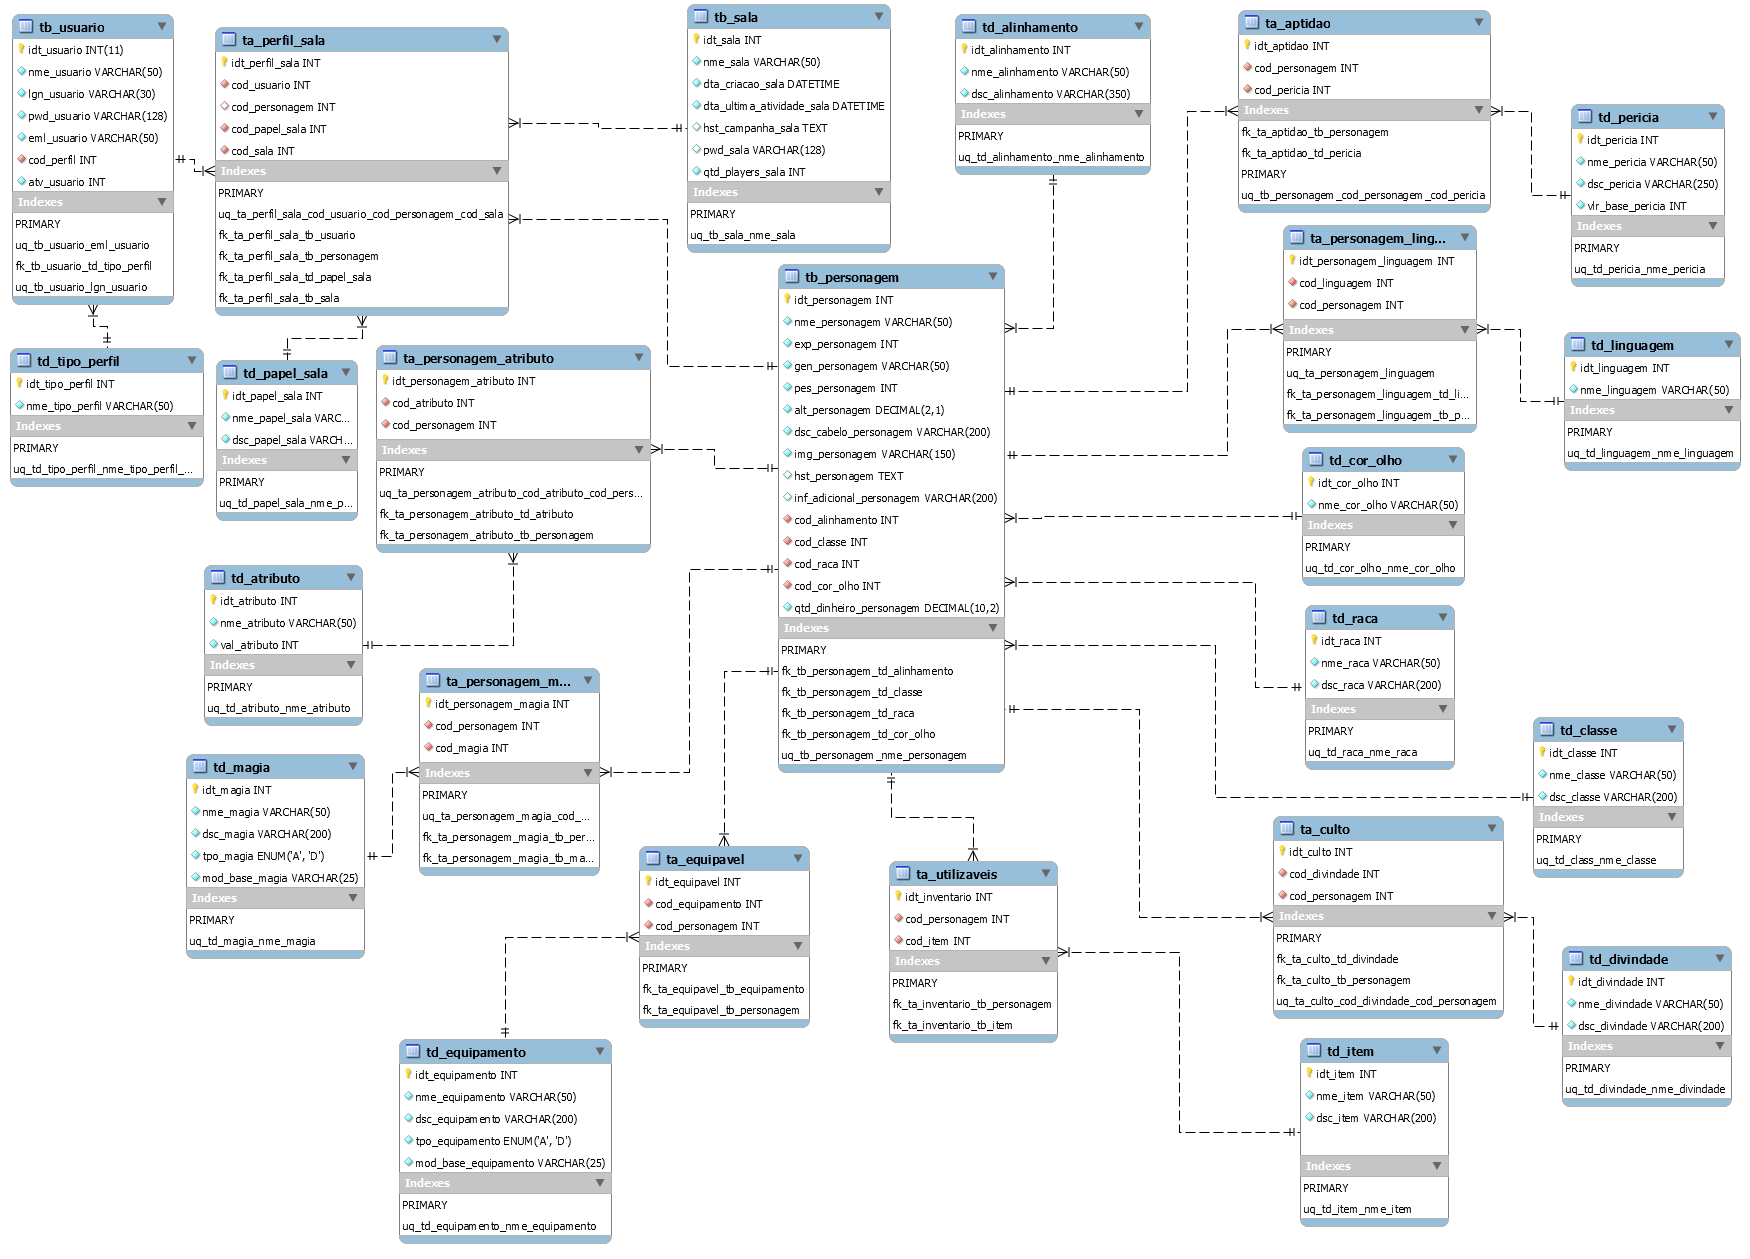 tb_usuario
idt_usuario INT(11)
nme_usuario VARCHAR(50)
lgn_usuario VARCHAR(30)
pwd_usuario VARCHAR(128)
eml_usuario VARCHAR(50)
cod_perfil INT
atv_usuario INT
Indexes
PRIMARY
uq_tb_usuario_eml_usuario
fk_tb_usuario_td_tipo_perfil
uq_tb_usuario_lgn_usuario
ta_perfil_sala
idt_perfil_sala INT
cod_usuario INT
cod_personagem INT
cod_papel_sala INT
cod_sala INT
Indexes
PRIMARY
uq_ta_perfil_sala_cod_usuario_cod_personagem_cod_sala
fk_ta_perfil_sala_tb_usuario
fk_ta_perfil_sala_tb_personagem
fk_ta_perfil_sala_td_papel_sala
fk_ta_perfil_sala_tb_sala
tb_sala
idt_sala INT
nme_sala VARCHAR(50)
dta_criacao_sala DATETIME
dta_ultima_atividade_sala DATETIME
hst_campanha_sala TEXT
pwd_sala VARCHAR(128)
qtd_players_sala INT
Indexes
PRIMARY
uq_tb_sala_nme_sala
td_alinhamento
idt_alinhamento INT
nme_alinhamento VARCHAR(50)
dsc_alinhamento VARCHAR(350)
Indexes
PRIMARY
uq_td_alinhamento_nme_alinhamento
ta_aptidao
idt_aptidao INT
cod_personagem INT
cod_pericia INT
Indexes
fk_ta_aptidao_tb_personagem
fk_ta_aptidao_td_pericia
PRIMARY
uq_tb_personagem_cod_personagem_cod_pericia
td_pericia
idt_pericia INT
nme_pericia VARCHAR(50)
dsc_pericia VARCHAR(250)
vlr_base_pericia INT
Indexes
PRIMARY
uq_td_pericia_nme_pericia
ta_personagem_ling...
idt_personagem_linguagem INT
cod_linguagem INT
cod_personagem INT
Indexes
PRIMARY
uq_ta_personagem_linguagem
fk_ta_personagem_linguagem_td_li...
fk_ta_personagem_linguagem_tb_p...
td_linguagem
idt_linguagem INT
nme_linguagem VARCHAR(50)
Indexes
PRIMARY
uq_td_linguagem_nme_linguagem
tb_personagem
idt_personagem INT
nme_personagem VARCHAR(50)
exp_personagem INT
gen_personagem VARCHAR(50)
pes_personagem INT
alt_personagem DECIMAL(2,1)
dsc_cabelo_personagem VARCHAR(200)
img_personagem VARCHAR(150)
hst_personagem TEXT
inf_adicional_personagem VARCHAR(200)
cod_alinhamento INT
cod_classe INT
cod_raca INT
cod_cor_olho INT
qtd_dinheiro_personagem DECIMAL(10,2)
Indexes
PRIMARY
fk_tb_personagem_td_alinhamento
fk_tb_personagem_td_classe
fk_tb_personagem_td_raca
fk_tb_personagem_td_cor_olho
uq_tb_personagem_nme_personagem
td_tipo_perfil
idt_tipo_perfil INT
nme_tipo_perfil VARCHAR(50)
Indexes
PRIMARY
uq_td_tipo_perfil_nme_tipo_perfil_...
td_papel_sala
idt_papel_sala INT
nme_papel_sala VARC...
dsc_papel_sala VARCH...
Indexes
PRIMARY
uq_td_papel_sala_nme_p...
ta_personagem_atributo
idt_personagem_atributo INT
cod_atributo INT
cod_personagem INT
Indexes
PRIMARY
uq_ta_personagem_atributo_cod_atributo_cod_pers...
fk_ta_personagem_atributo_td_atributo
fk_ta_personagem_atributo_tb_personagem
td_cor_olho
idt_cor_olho INT
nme_cor_olho VARCHAR(50)
Indexes
PRIMARY
uq_td_cor_olho_nme_cor_olho
td_atributo
idt_atributo INT
nme_atributo VARCHAR(50)
val_atributo INT
Indexes
PRIMARY
uq_td_atributo_nme_atributo
td_raca
idt_raca INT
nme_raca VARCHAR(50)
dsc_raca VARCHAR(200)
Indexes
PRIMARY
uq_td_raca_nme_raca
ta_personagem_m...
idt_personagem_magia INT
cod_personagem INT
cod_magia INT
Indexes
PRIMARY
uq_ta_personagem_magia_cod_...
fk_ta_personagem_magia_tb_per...
fk_ta_personagem_magia_tb_ma...
td_classe
idt_classe INT
nme_classe VARCHAR(50)
dsc_classe VARCHAR(200)
Indexes
PRIMARY
uq_td_class_nme_classe
td_magia
idt_magia INT
nme_magia VARCHAR(50)
dsc_magia VARCHAR(200)
tpo_magia ENUM('A', 'D')
mod_base_magia VARCHAR(25)
Indexes
PRIMARY
uq_td_magia_nme_magia
ta_equipavel
idt_equipavel INT
cod_equipamento INT
cod_personagem INT
Indexes
PRIMARY
fk_ta_equipavel_tb_equipamento
fk_ta_equipavel_tb_personagem
ta_utilizaveis
idt_inventario INT
cod_personagem INT
cod_item INT
Indexes
PRIMARY
fk_ta_inventario_tb_personagem
fk_ta_inventario_tb_item
ta_culto
idt_culto INT
cod_divindade INT
cod_personagem INT
Indexes
PRIMARY
fk_ta_culto_td_divindade
fk_ta_culto_tb_personagem
uq_ta_culto_cod_divindade_cod_personagem
td_divindade
idt_divindade INT
nme_divindade VARCHAR(50)
dsc_divindade VARCHAR(200)
Indexes
PRIMARY
uq_td_divindade_nme_divindade
td_equipamento
idt_equipamento INT
nme_equipamento VARCHAR(50)
dsc_equipamento VARCHAR(200)
tpo_equipamento ENUM('A', 'D')
mod_base_equipamento VARCHAR(25)
Indexes
PRIMARY
uq_td_equipamento_nme_equipamento
td_item
idt_item INT
nme_item VARCHAR(50)
dsc_item VARCHAR(200)
Indexes
PRIMARY
uq_td_item_nme_item